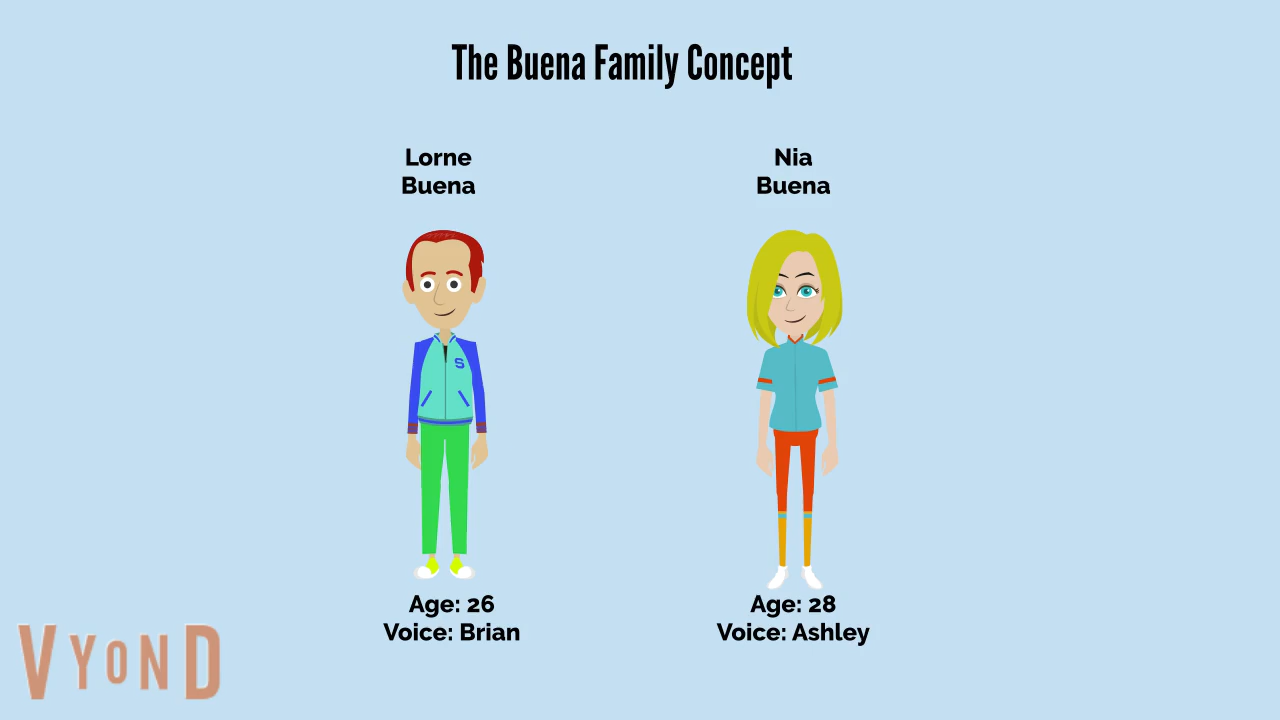 The Buena Family Concept
Lorne
Buena
Nia
Buena
S
Age: 26
Voice: Brian
Age: 28
Voice: Ashley
VYOND